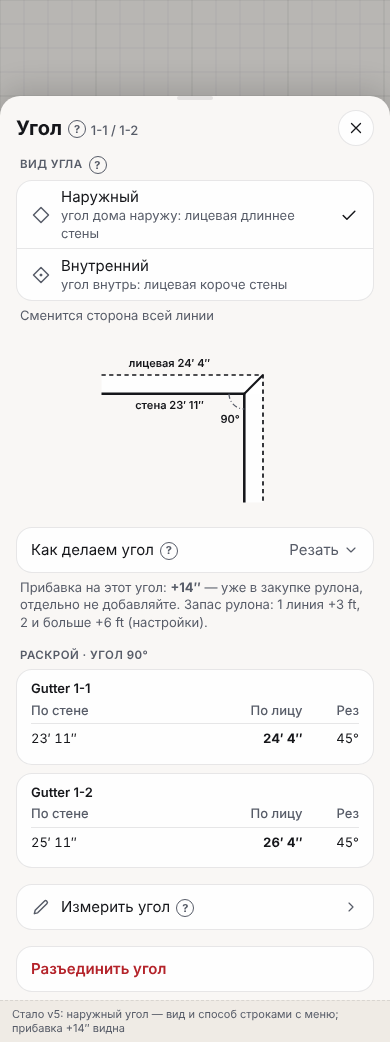 Угол ? 1-1 / 1-2
ВИД УГЛА ?
Наружный
угол дома наружу: лицевая длиннее
стены
Внутренний
угол внутрь: лицевая короче стены
Сменится сторона всей линии
лицевая 24′ 4″
стена 23′ 11″
90°
Как делаем угол ? Резать
Прибавка на этот угол: +14″ — уже в закупке рулона,
отдельно не добавляйте. Запас рулона: 1 линия +3 ft,
2 и больше +6 ft (настройки).
РАСКРОЙ · УГОЛ 90°
Gutter 1-1
По стене По лицу Рез
23′ 11″ 24′ 4″ 45°
Gutter 1-2
По стене По лицу Рез
25′ 11″ 26′ 4″ 45°
Измерить угол ?
Разъединить угол
Стало v5: наружный угол — вид и способ строками с меню;
прибавка +14″ видна